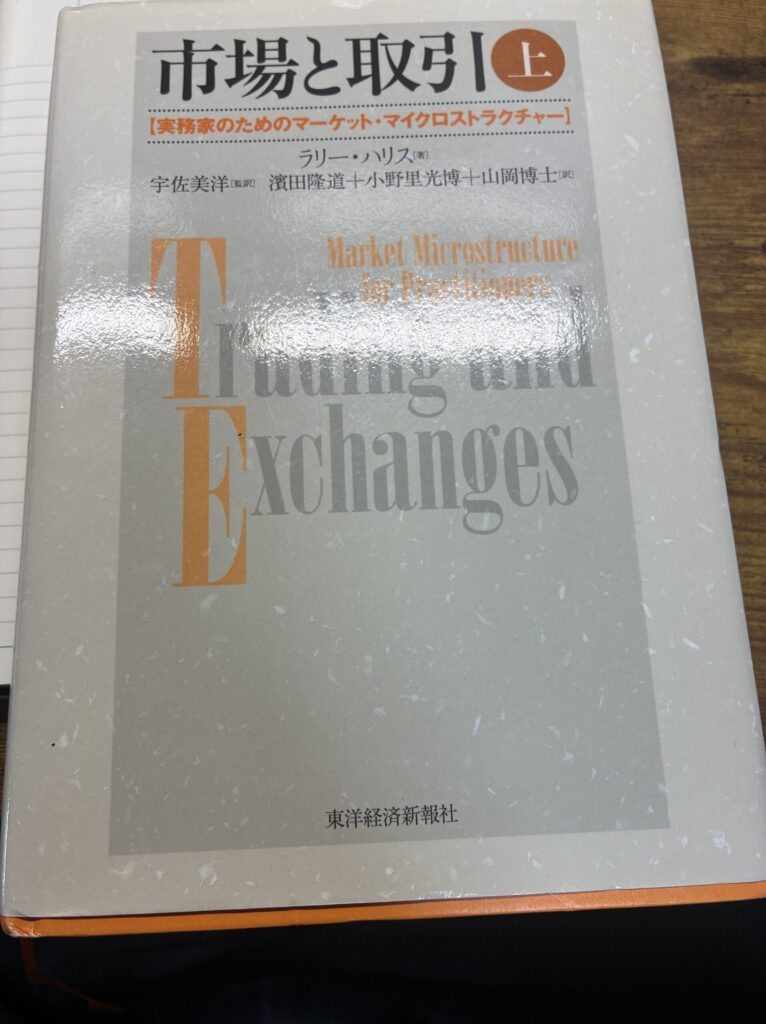 市場と取引 上
【実務家のためのマーケット・マイクロストラクチャー】
ラリー・ハリス[著]
宇佐美洋[監訳] 濱田隆道+小野里光博+山岡博士[訳]
Market Microstructure
for Practitioners
Trading and
Exchanges
東洋経済新報社